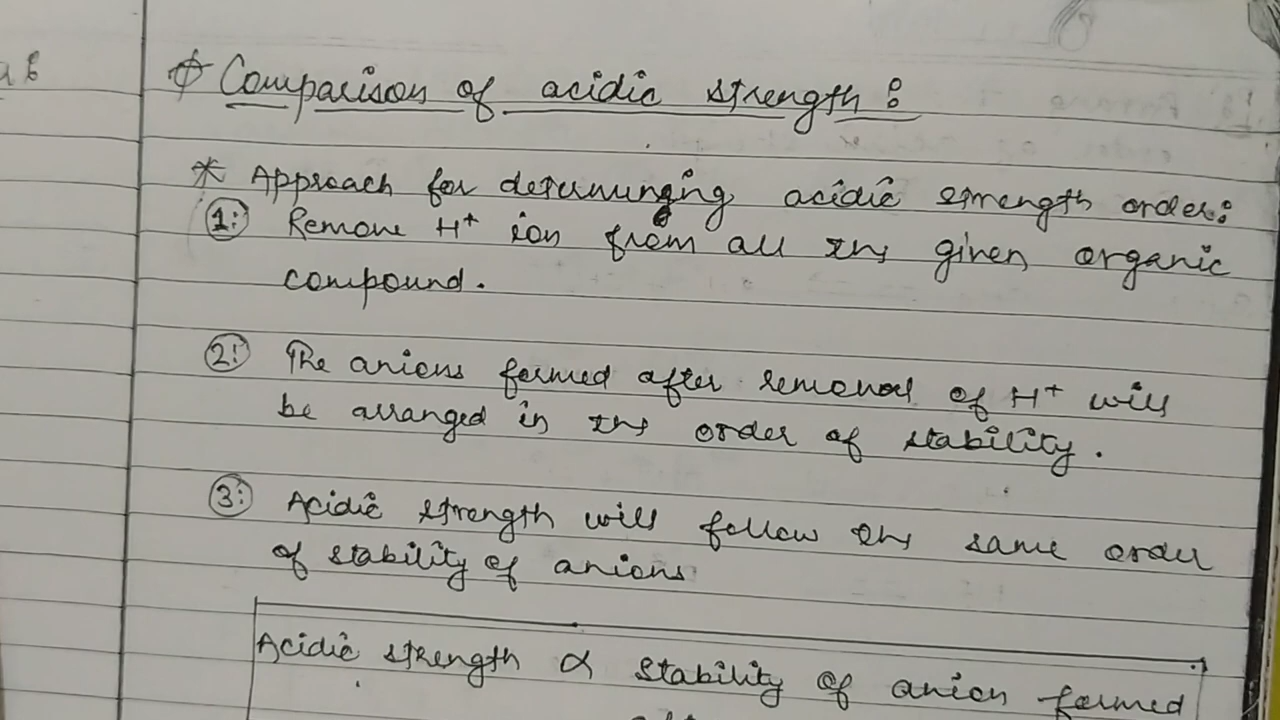 Comparison of acidic strength :
* Approach for determining acidic strength order:
1: Remove H+ ion from all the given organic
compound.
2: The anions formed after removal of H+ will
be arranged in the order of stability.
3: Acidic strength will follow the same order
of stability of anions
Acidic strength ∝ stability of anion formed